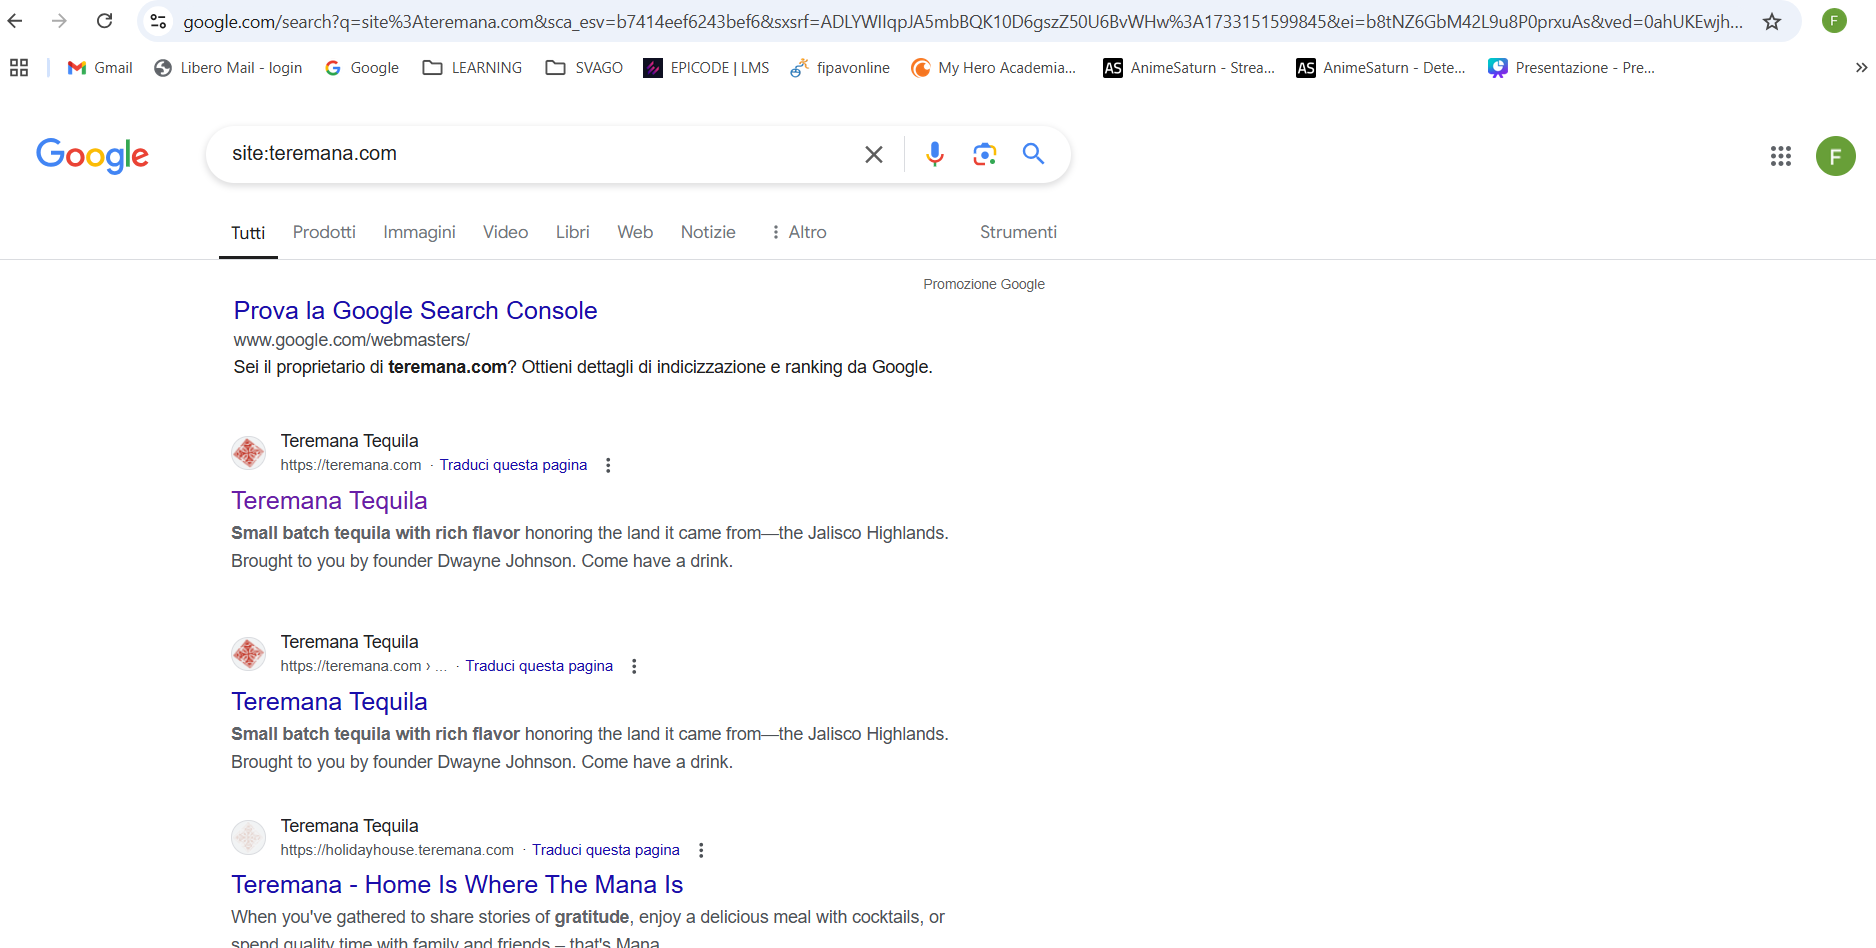 google.com/search?q=site%3Ateremana.com&sca_esv=b7414eef6243bef6&sxsrf=ADLYWIIqpJA5mbBQK10D6gszZ50U6BvWHw%3A1733151599845&ei=b8tNZ6GbM42L9u8P0prxuAs&ved=0ahUKEwjh...
F
Gmail Libero Mail - login Google LEARNING SVAGO EPICODE | LMS fipavonline My Hero Academia... AS AnimeSaturn - Strea... AS AnimeSaturn - Dete... Presentazione - Pre...
Google
site:teremana.com
F
Tutti Prodotti Immagini Video Libri Web Notizie Altro Strumenti
Promozione Google
Prova la Google Search Console
www.google.com/webmasters/
Sei il proprietario di teremana.com? Ottieni dettagli di indicizzazione e ranking da Google.
Teremana Tequila
https://teremana.com · Traduci questa pagina
Teremana Tequila
Small batch tequila with rich flavor honoring the land it came from—the Jalisco Highlands.
Brought to you by founder Dwayne Johnson. Come have a drink.
Teremana Tequila
https://teremana.com › ... · Traduci questa pagina
Teremana Tequila
Small batch tequila with rich flavor honoring the land it came from—the Jalisco Highlands.
Brought to you by founder Dwayne Johnson. Come have a drink.
Teremana Tequila
https://holidayhouse.teremana.com · Traduci questa pagina
Teremana - Home Is Where The Mana Is
When you've gathered to share stories of gratitude, enjoy a delicious meal with cocktails, or
spend quality time with family and friends – that's Mana